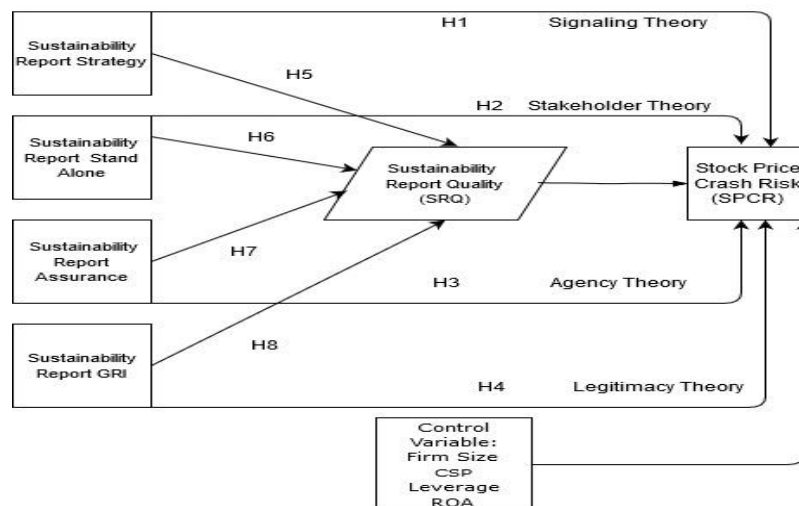 Sustainability
Report Strategy
H1
Signaling Theory
H5
H2
Stakeholder Theory
Sustainability
Report Stand
Alone
H6
Sustainability
Report Quality
(SRQ)
Stock Price
Crash Risk
(SPCR)
Sustainability
Report
Assurance
H7
H3
Agency Theory
Sustainability
Report GRI
H8
H4
Legitimacy Theory
Control
Variable:
Firm Size
CSP
Leverage
ROA